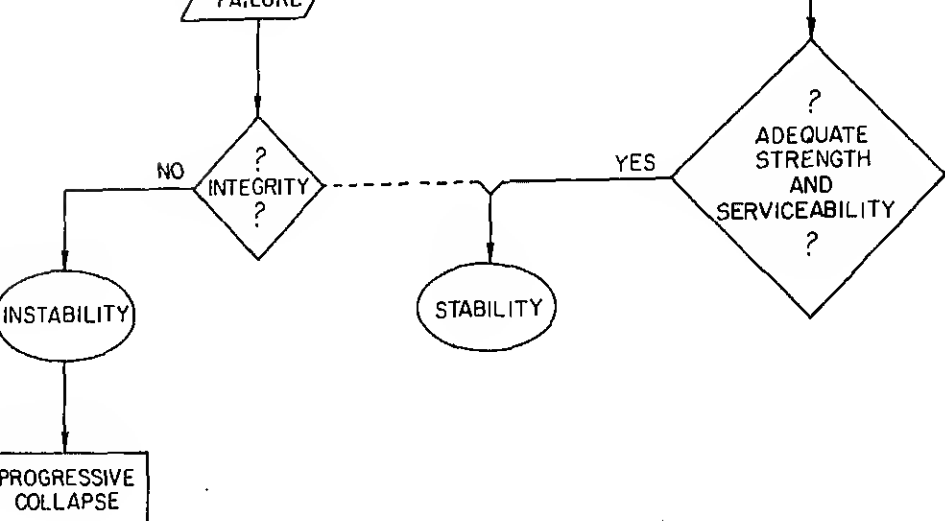 FAILURE
NO
?
INTEGRITY
?
YES
?
ADEQUATE
STRENGTH
AND
SERVICEABILITY
?
INSTABILITY
STABILITY
PROGRESSIVE
COLLAPSE